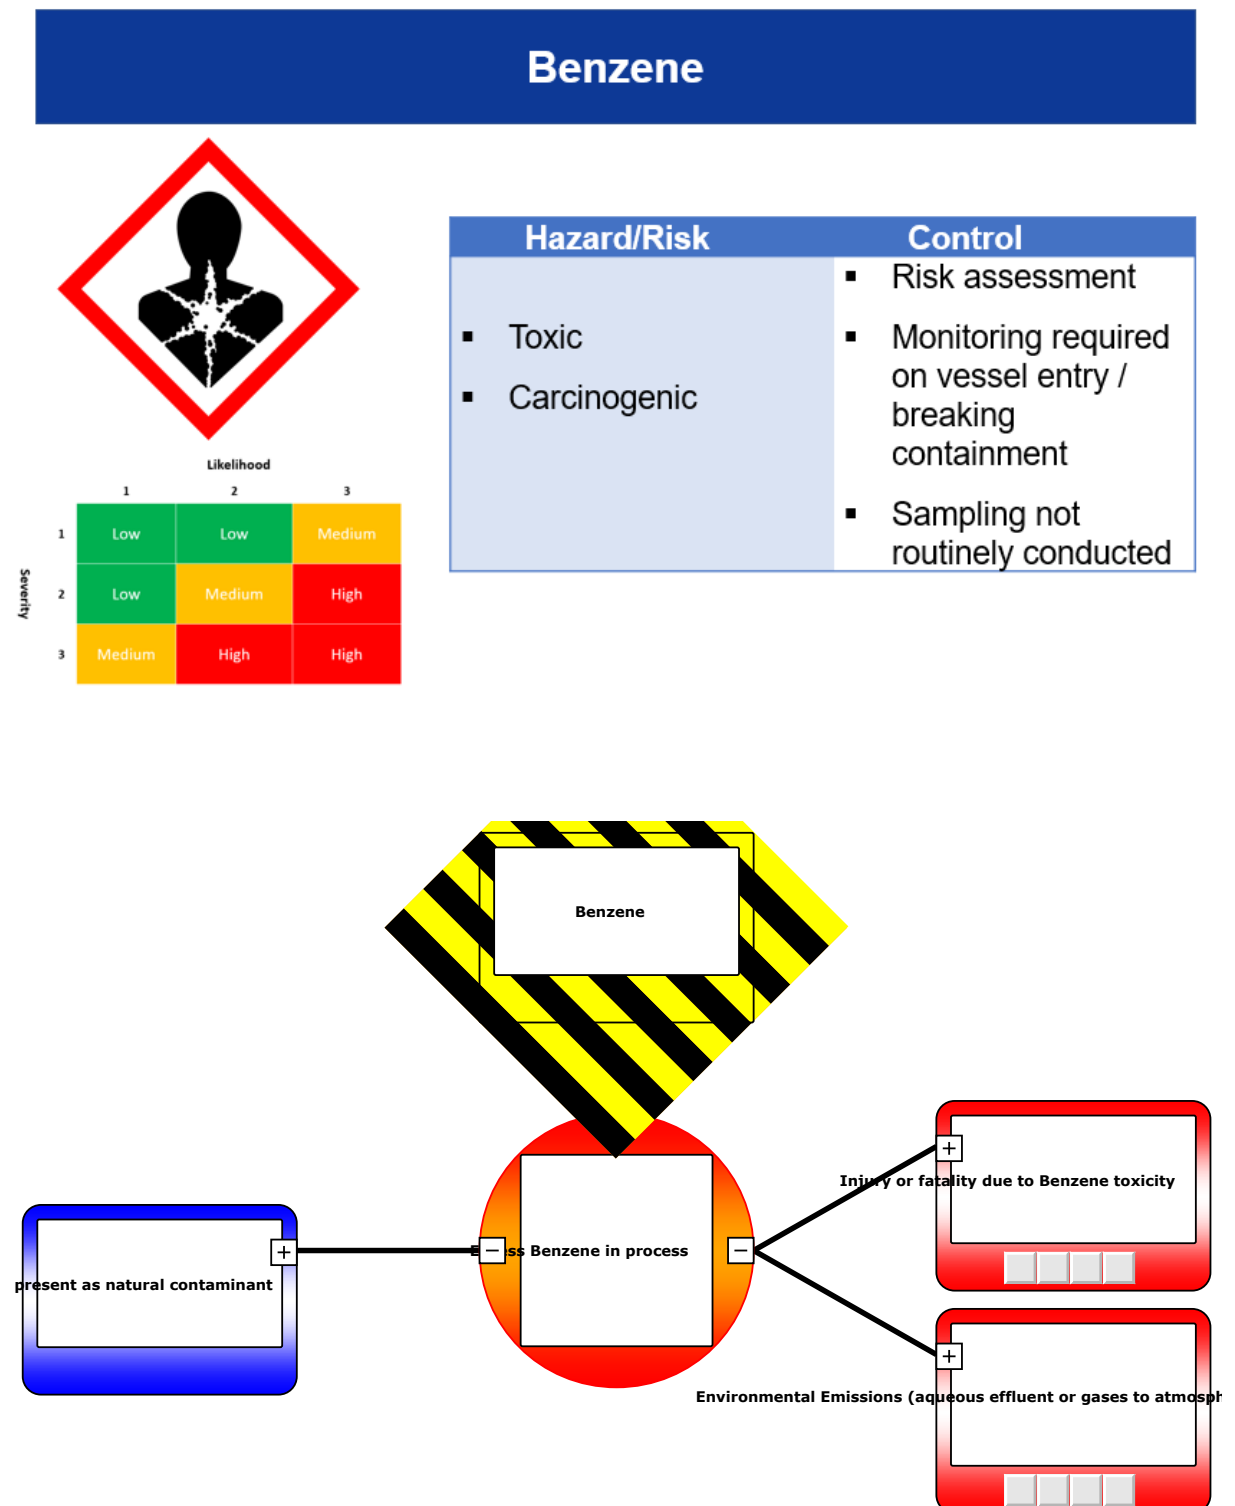 Benzene
Hazard/Risk Control
▪ Toxic
▪ Carcinogenic
▪ Risk assessment
▪ Monitoring required
on vessel entry /
breaking
containment
▪ Sampling not
routinely conducted
Likelihood
1 2 3
Severity
1 Low Low Medium
2 Low Medium High
3 Medium High High
Benzene
present as natural contaminant
Benzene in process
Injury or fatality due to Benzene toxicity
Environmental Emissions (aqueous effluent or gases to atmosph